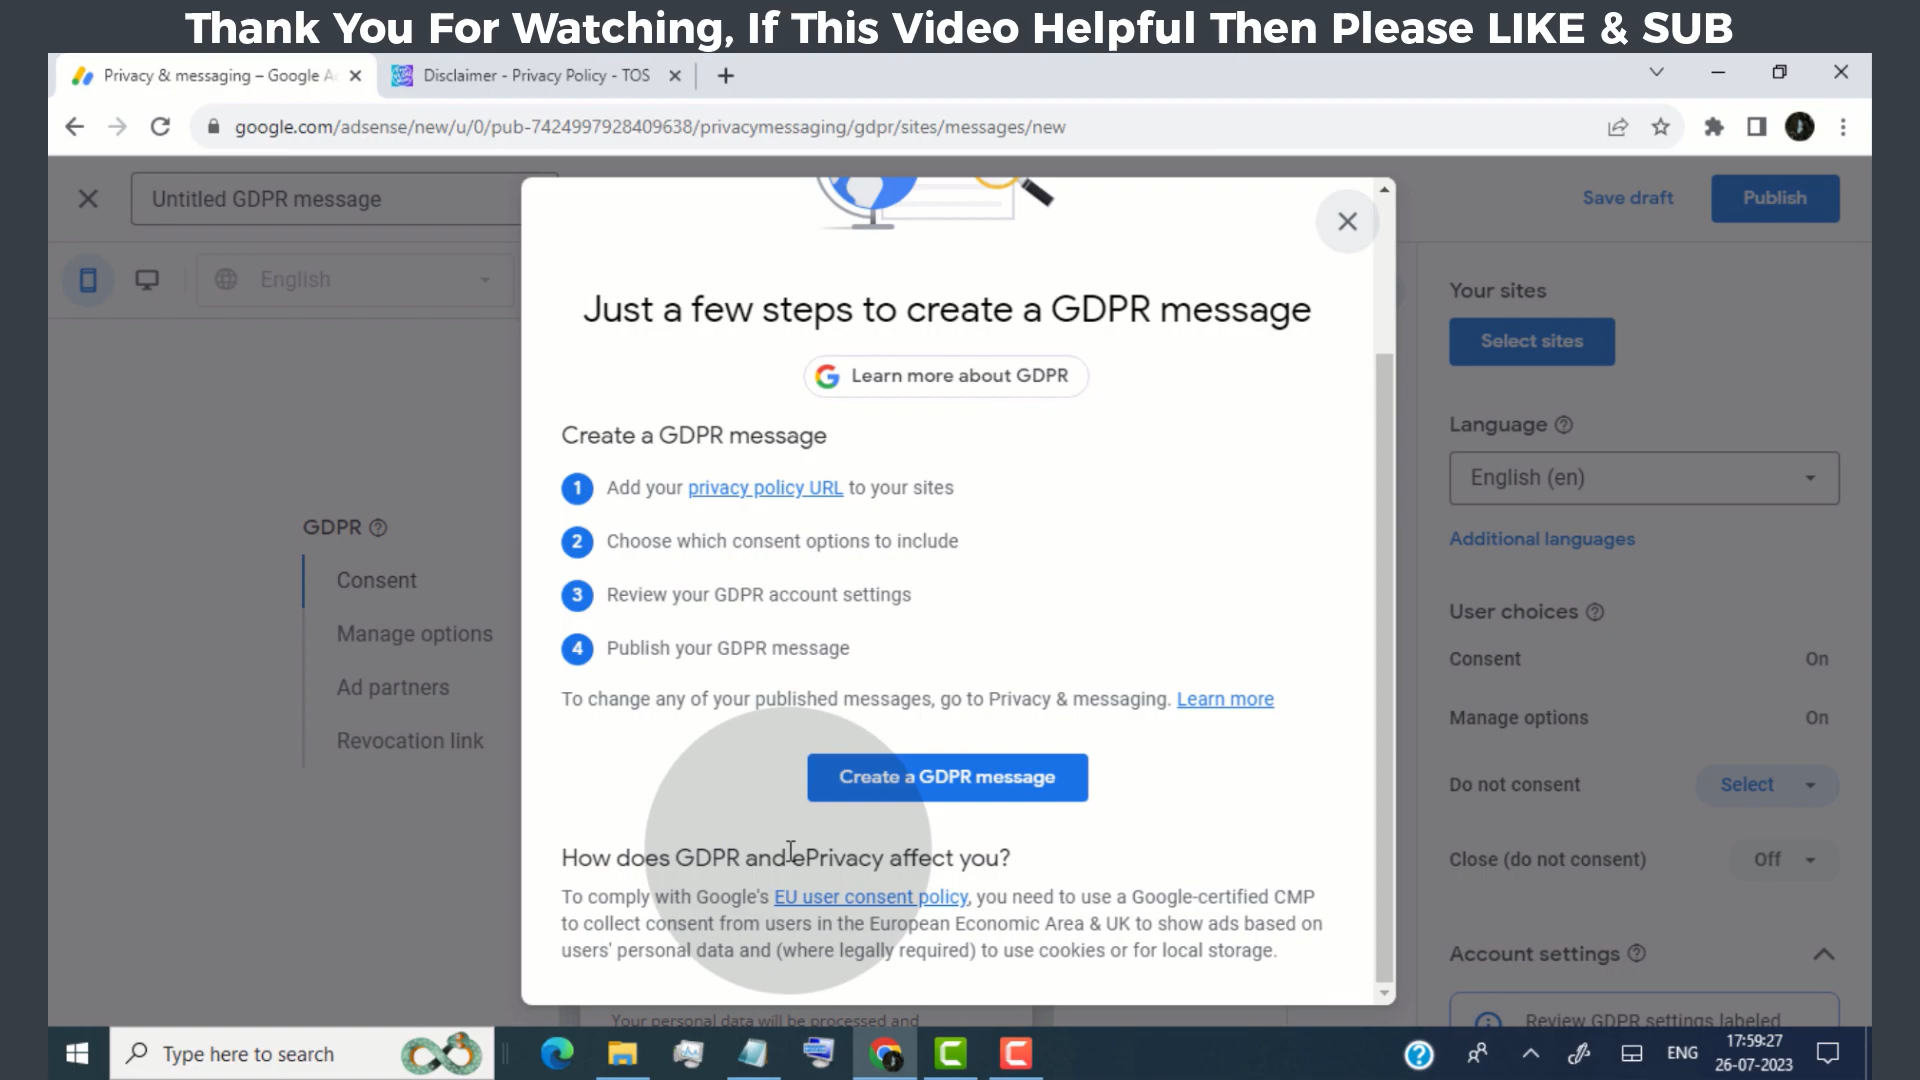 Thank You For Watching, If This Video Helpful Then Please LIKE & SUB
Privacy & messaging – Google A
Disclaimer - Privacy Policy - TOS
google.com/adsense/new/u/0/pub-7424997928409638/privacymessaging/gdpr/sites/messages/new
Untitled GDPR message
Save draft
Publish
English
Just a few steps to create a GDPR message
Learn more about GDPR
Create a GDPR message
1 Add your privacy policy URL to your sites
2 Choose which consent options to include
3 Review your GDPR account settings
4 Publish your GDPR message
To change any of your published messages, go to Privacy & messaging. Learn more
Create a GDPR message
How does GDPR and ePrivacy affect you?
To comply with Google's EU user consent policy, you need to use a Google-certified CMP
to collect consent from users in the European Economic Area & UK to show ads based on
users' personal data and (where legally required) to use cookies or for local storage.
GDPR
Consent
Manage options
Ad partners
Revocation link
Your sites
Select sites
Language
English (en)
Additional languages
User choices
Consent On
Manage options On
Do not consent Select
Close (do not consent) Off
Account settings
Review GDPR settings labeled
Your personal data will be processed and
Type here to search
ENG
17:59:27
26-07-2023